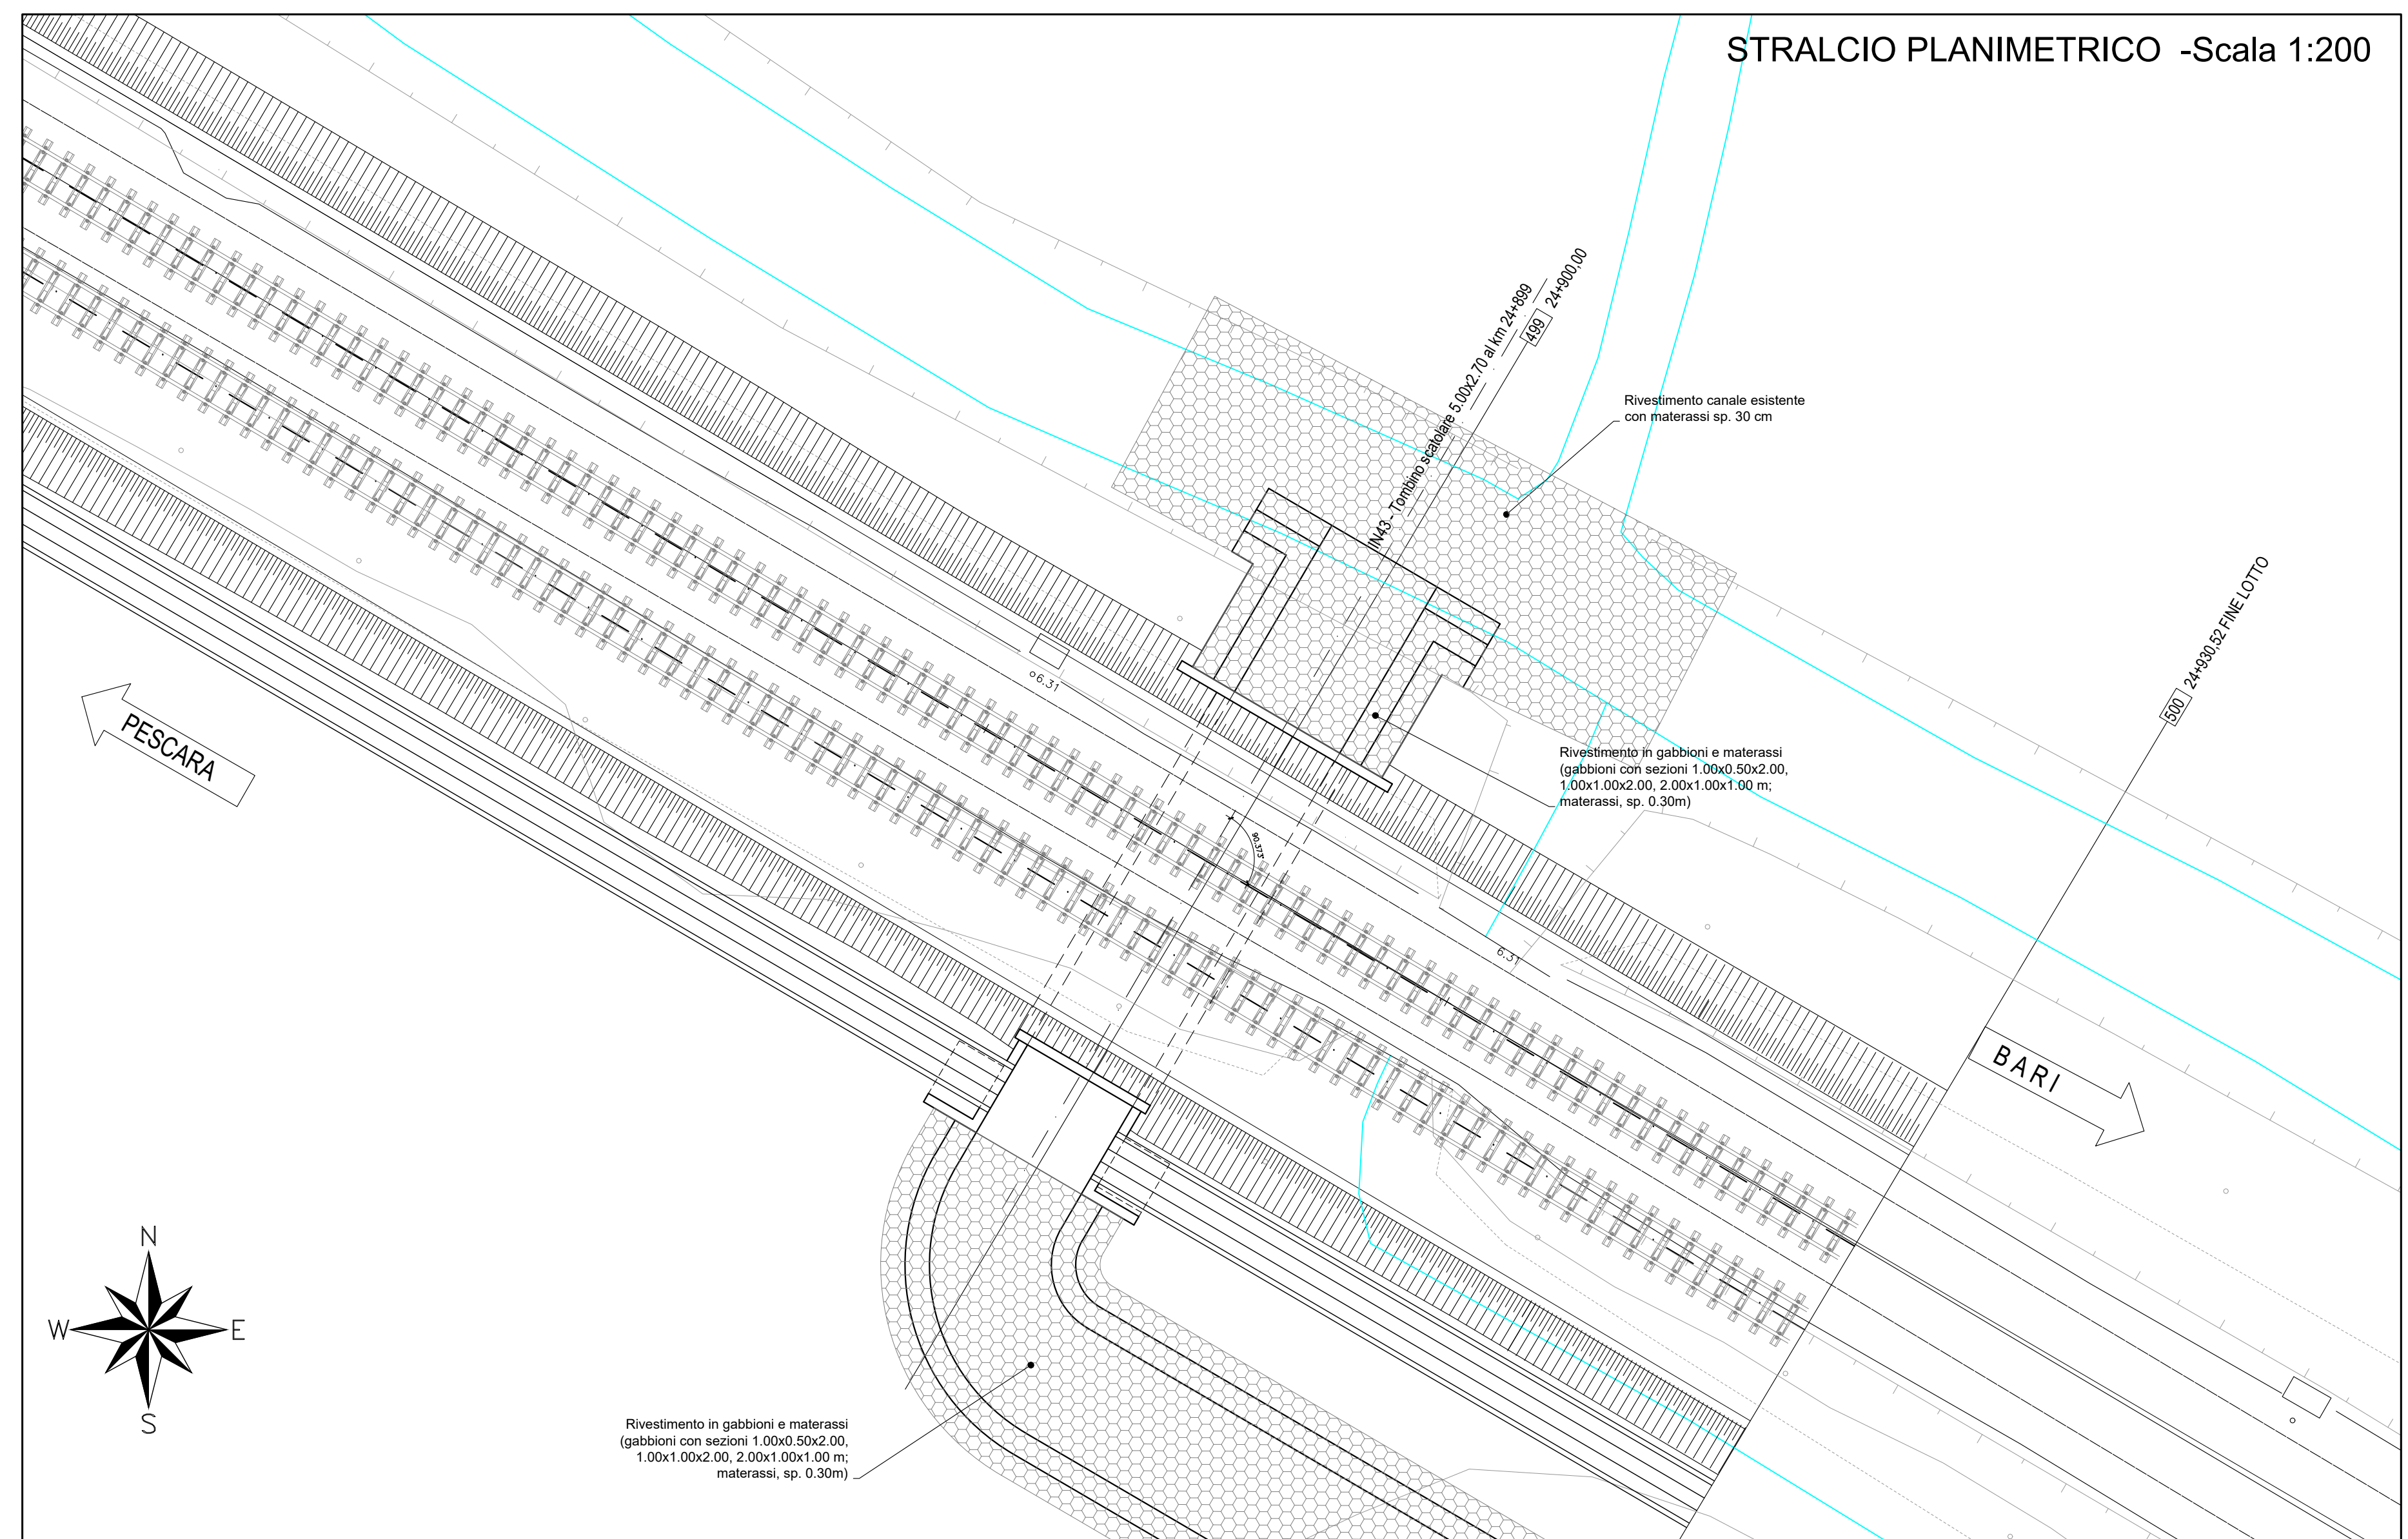 STRALCIO PLANIMETRICO -Scala 1:200
IN43 - Tombino scatolare 5.00x2.70 al km 24+899
499 24+900,00
Rivestimento canale esistente
con materassi sp. 30 cm
500 24+930,52 FINE LOTTO
6,31
PESCARA
Rivestimento in gabbioni e materassi
(gabbioni con sezioni 1.00x0.50x2.00,
1.00x1.00x2.00, 2.00x1.00x1.00 m;
materassi, sp. 0.30m)
90.373
6,31
BARI
N
W
E
S
Rivestimento in gabbioni e materassi
(gabbioni con sezioni 1.00x0.50x2.00,
1.00x1.00x2.00, 2.00x1.00x1.00 m;
materassi, sp. 0.30m)